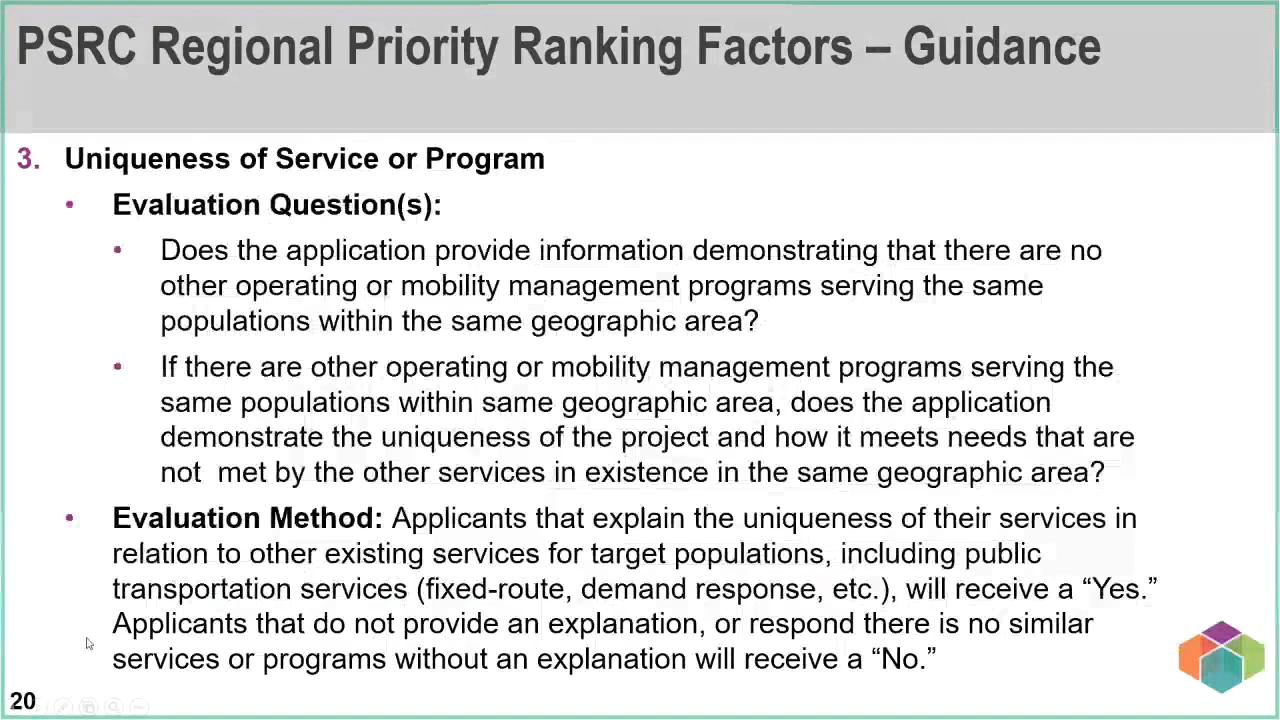 PSRC Regional Priority Ranking Factors – Guidance
3. Uniqueness of Service or Program
• Evaluation Question(s):
• Does the application provide information demonstrating that there are no
other operating or mobility management programs serving the same
populations within the same geographic area?
• If there are other operating or mobility management programs serving the
same populations within same geographic area, does the application
demonstrate the uniqueness of the project and how it meets needs that are
not  met by the other services in existence in the same geographic area?
• Evaluation Method: Applicants that explain the uniqueness of their services in
relation to other existing services for target populations, including public
transportation services (fixed-route, demand response, etc.), will receive a “Yes.”
Applicants that do not provide an explanation, or respond there is no similar
services or programs without an explanation will receive a “No.”
20